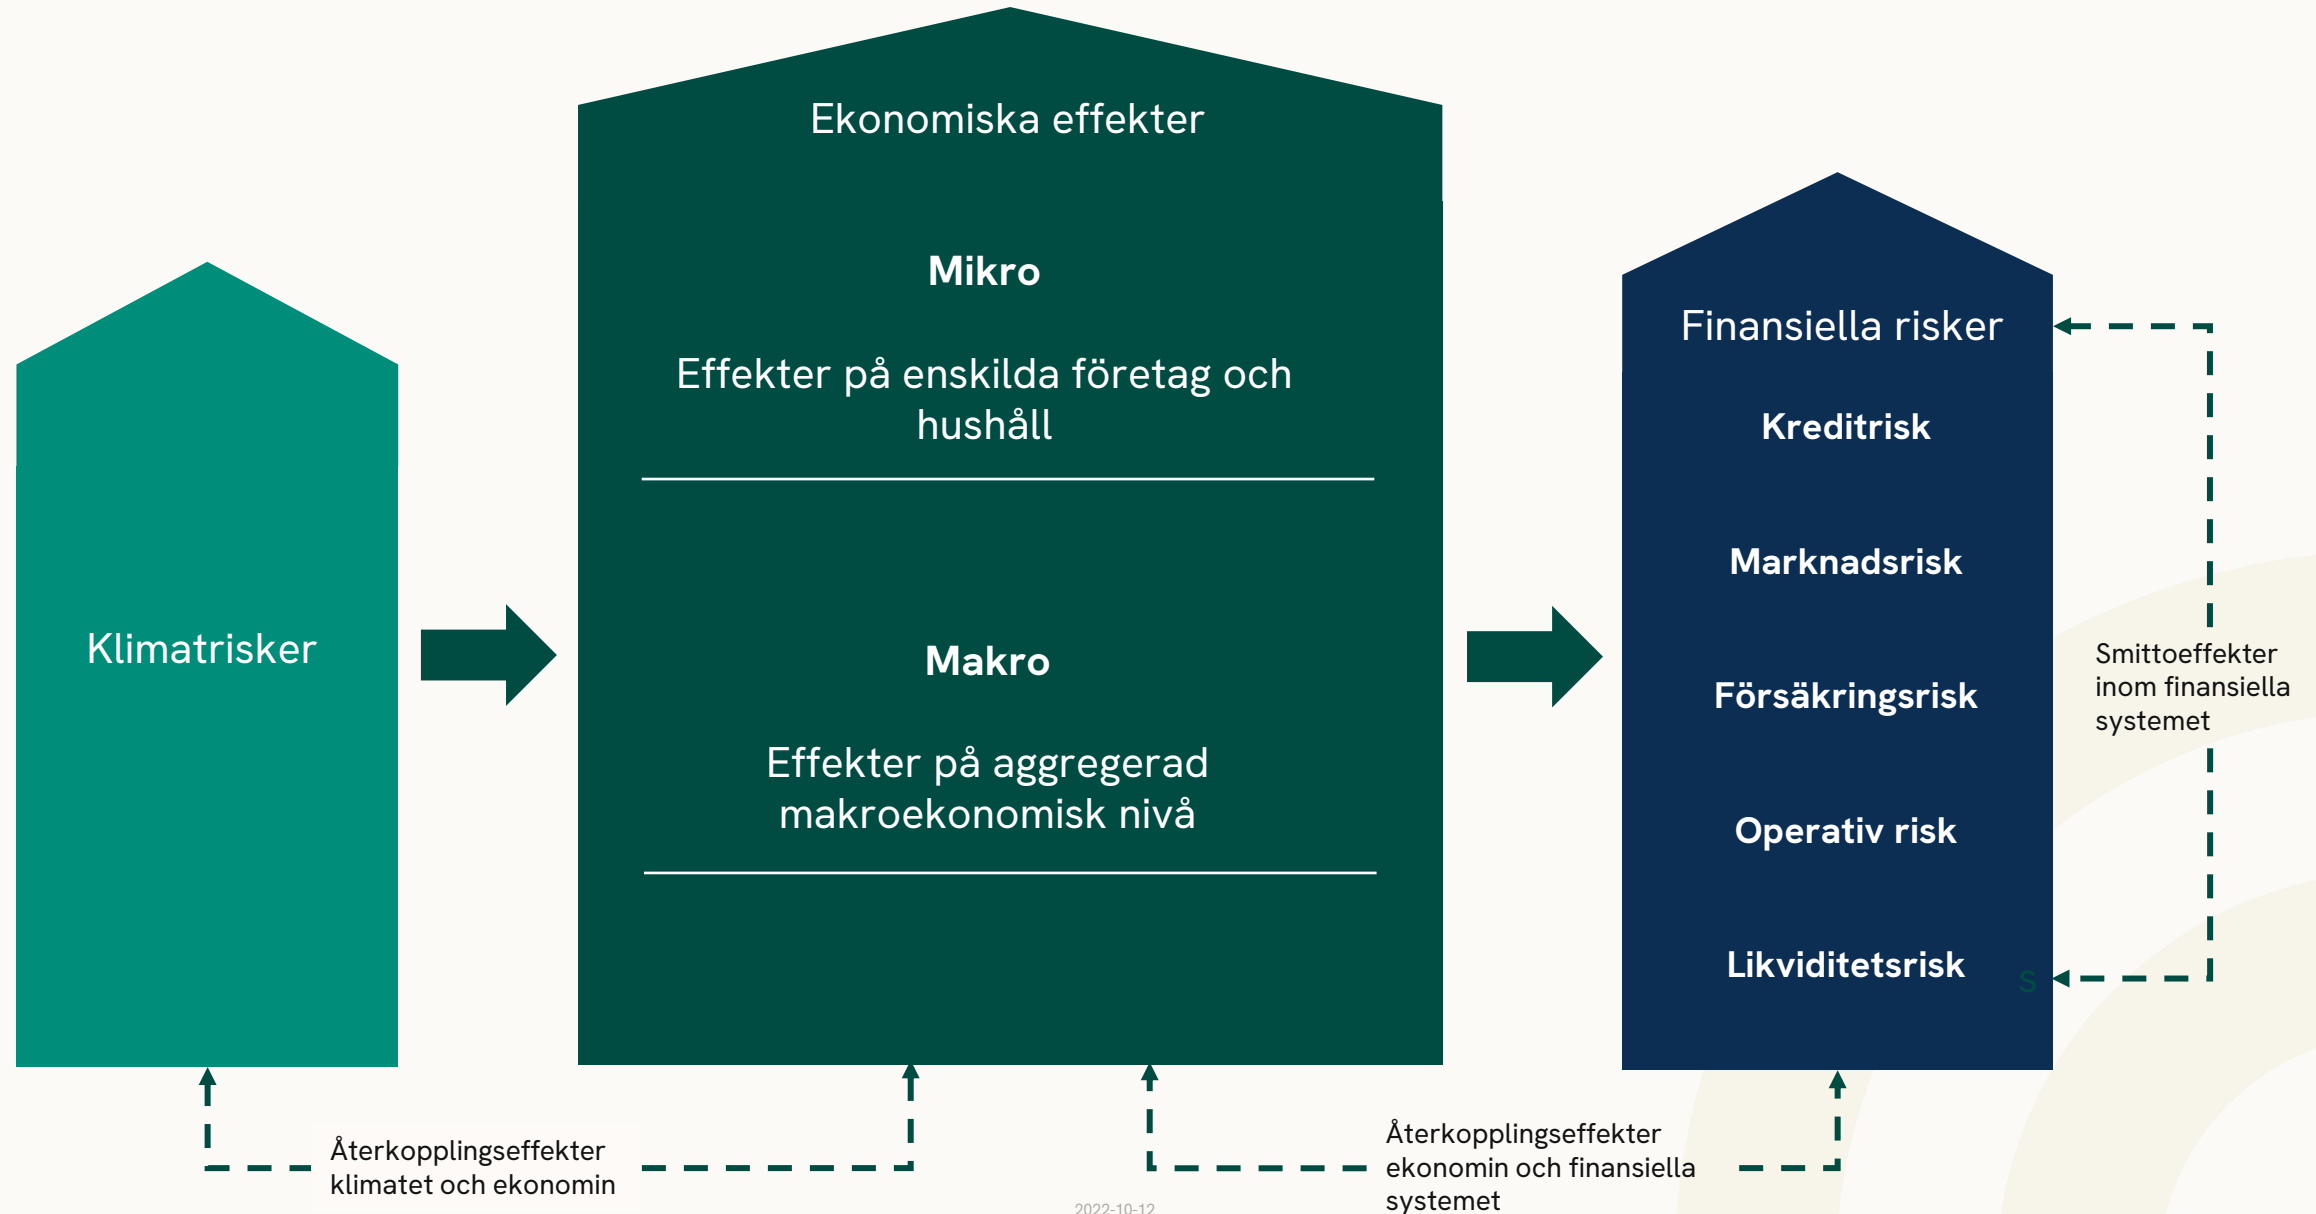 Klimatrisker
Ekonomiska effekter
Mikro
Effekter på enskilda företag och
hushåll
Makro
Effekter på aggregerad
makroekonomisk nivå
Finansiella risker
Kreditrisk
Marknadsrisk
Försäkringsrisk
Operativ risk
Likviditetsrisk
s
Smittoeffekter
inom finansiella
systemet
Återkopplingseffekter
klimatet och ekonomin
Återkopplingseffekter
ekonomin och finansiella
systemet
2022-10-12